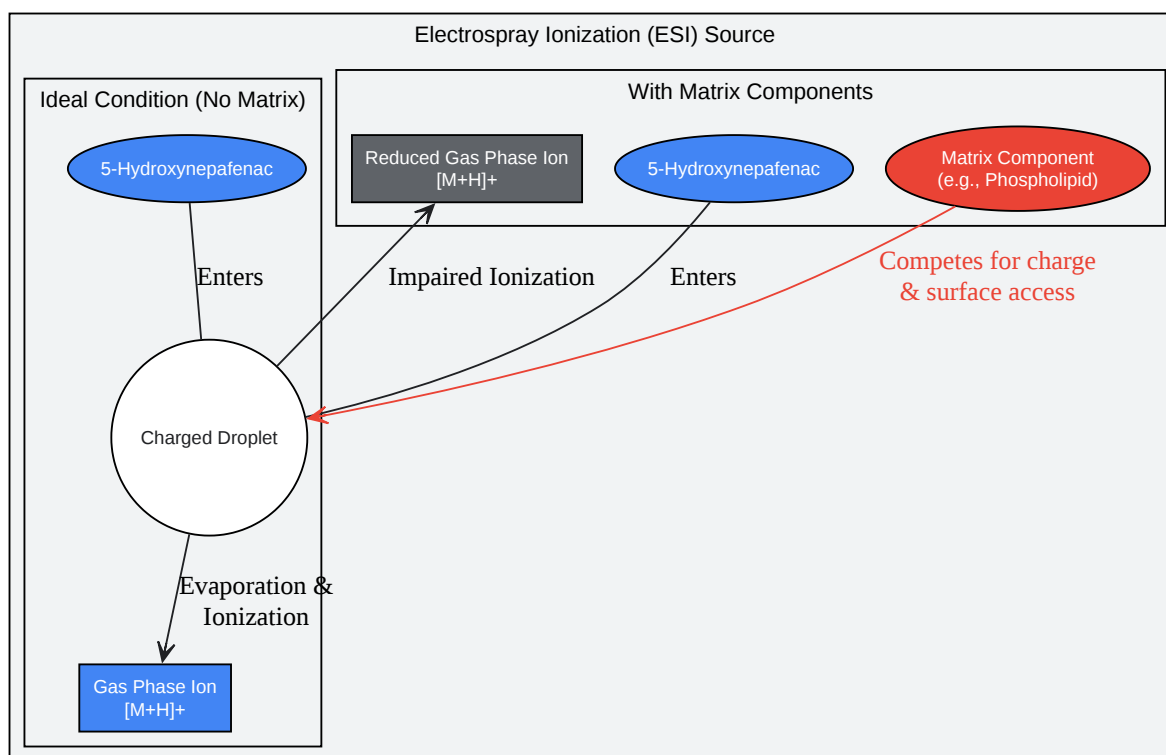 Electrospray Ionization (ESI) Source
Ideal Condition (No Matrix)
With Matrix Components
5-Hydroxynepafenac
Reduced Gas Phase Ion
[M+H]+
5-Hydroxynepafenac
Matrix Component
(e.g., Phospholipid)
Enters
Impaired Ionization
Enters
Competes for charge
& surface access
Charged Droplet
Evaporation &
Ionization
Gas Phase Ion
[M+H]+